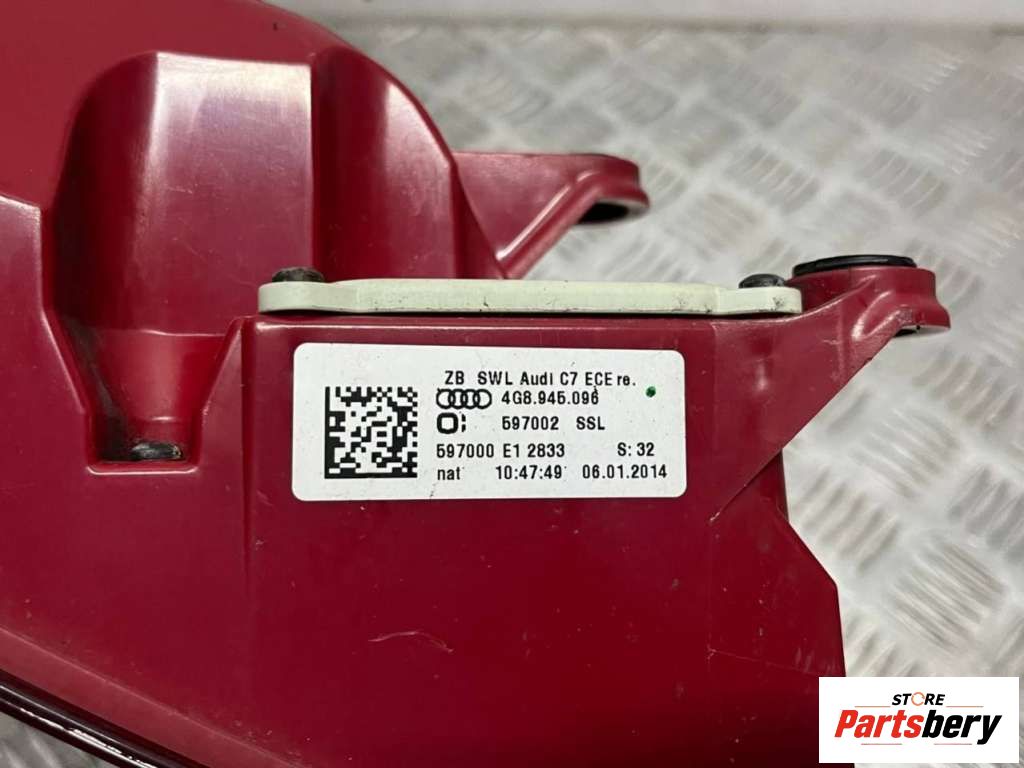 ZB SWL Audi C7 ECE re.
4G8.945.096
597002 SSL
597000 E1 2833 S: 32
nat 10:47:49 06.01.2014
STORE
Partsbery